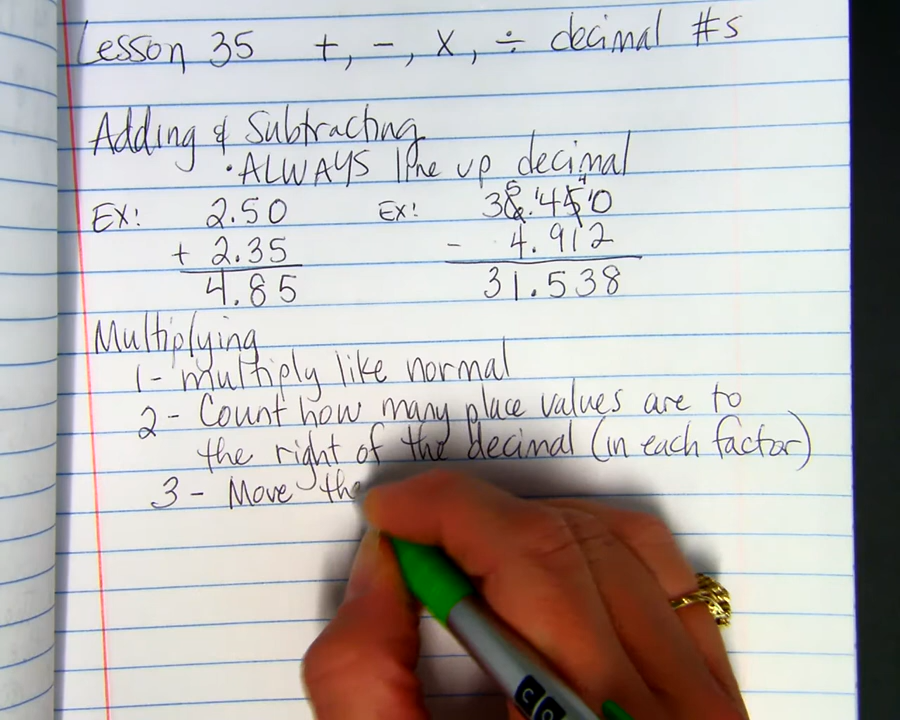 Lesson 35 +, -, x, ÷ decimal #s
Adding & Subtracting
• ALWAYS line up decimal
EX: 2.50 EX: 36.450
+ 2.35 - 4.912
4.85 31.538
Multiplying
1- multiply like normal
2- Count how many place values are to
the right of the decimal (in each factor)
3- Move the